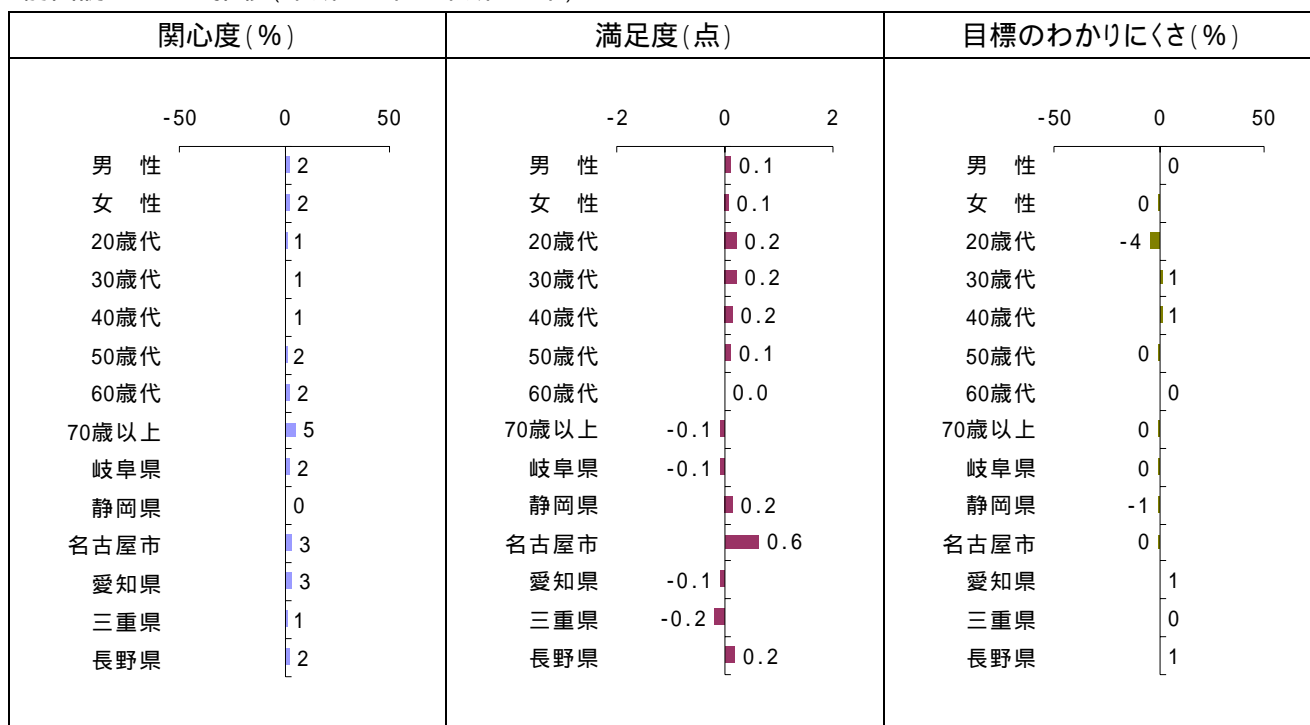 関心度(%) 満足度(点) 目標のわかりにくさ(%)
-50 0 50 -2 0 2 -50 0 50
男 性 2 男 性 0.1 男 性 0
女 性 2 女 性 0.1 女 性 0
20歳代 1 20歳代 0.2 20歳代 -4
30歳代 1 30歳代 0.2 30歳代 1
40歳代 1 40歳代 0.2 40歳代 1
50歳代 2 50歳代 0.1 50歳代 0
60歳代 2 60歳代 0.0 60歳代 0
70歳以上 5 70歳以上 -0.1 70歳以上 0
岐阜県 2 岐阜県 -0.1 岐阜県 0
静岡県 0 静岡県 0.2 静岡県 -1
名古屋市 3 名古屋市 0.6 名古屋市 0
愛知県 3 愛知県 -0.1 愛知県 1
三重県 1 三重県 -0.2 三重県 0
長野県 2 長野県 0.2 長野県 1